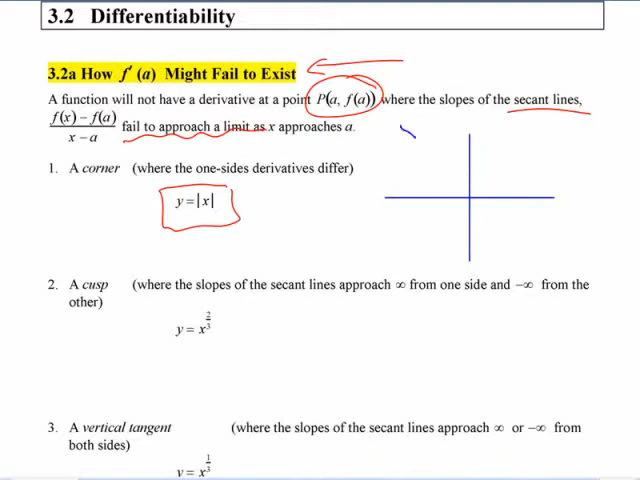 3.2 Differentiability
3.2a How f′ (a) Might Fail to Exist
A function will not have a derivative at a point P(a, f(a)) where the slopes of the secant lines,
f(x) − f(a) / x − a fail to approach a limit as x approaches a.
1. A corner (where the one-sides derivatives differ)
y = |x|
2. A cusp (where the slopes of the secant lines approach ∞ from one side and −∞ from the
other)
y = x^(2/3)
3. A vertical tangent (where the slopes of the secant lines approach ∞ or −∞ from
both sides)
y = x^(1/3)